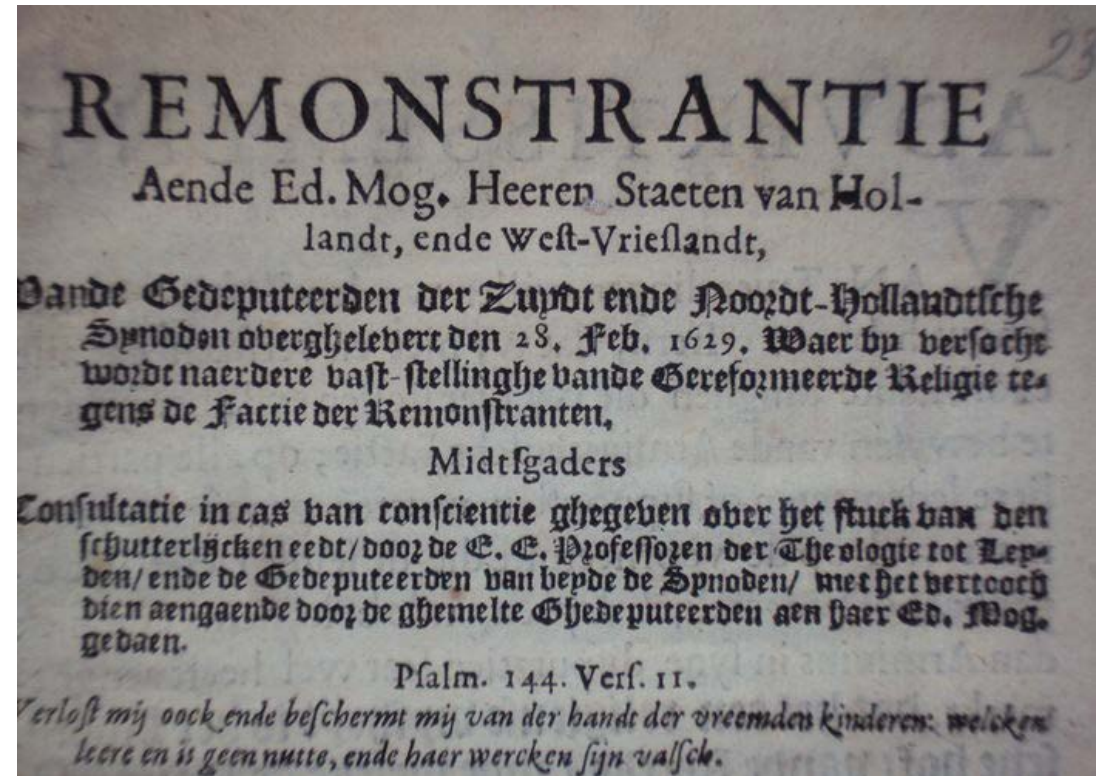 23
REMONSTRANTIE
Aende Ed. Mog. Heeren Staeten van Hol-
landt, ende Weſt-Vrieſlandt,
Vande Gedeputeerden der Zuydt ende Noordt-Hollandtſche
Synoden overghelevert den 28. Feb. 1629. Waer by verſocht
wordt naerdere vaſt-ſtellinghe vande Gereformeerde Religie te-
gens de Factie der Remonſtranten.
Midtſgaders
Conſultatie in cas van conſcientie ghegeven over het ſtuck van den
ſchutterlijcken eedt/ door de E. E. Profeſſoren der Theologie tot Ley-
den/ ende de Gedeputeerden van beyde de Synoden/ met het vertooch
dien aengaende door de ghemelte Ghedeputeerden aen haer Ed. Mog.
gedaen.
Pſalm. 144. Verſ. 11.
Verloſt mij oock ende beſchermt mij van der handt der vreemden kinderen: welcken
leere en is geen nutte, ende haer wercken ſijn valſch.